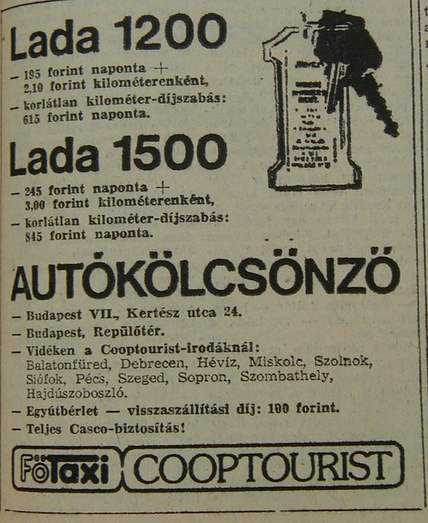 Lada 1200
— 195 forint naponta +
2,10 forint kilométerenként,
— korlátlan kilométer-díjszabás:
615 forint naponta.
Lada 1500
— 245 forint naponta +
3,00 forint kilométerenként,
— korlátlan kilométer-díjszabás:
845 forint naponta.
AUTÓKÖLCSÖNZŐ
— Budapest VII., Kertész utca 24.
— Budapest, Repülőtér.
— Vidéken a Cooptourist-irodáknál:
Balatonfüred, Debrecen, Hévíz, Miskolc, Szolnok,
Siófok, Pécs, Szeged, Sopron, Szombathely,
Hajdúszoboszló.
— Együtbérlet — visszaszállítási díj: 100 forint.
— Teljes Casco-biztosítás!
FőTaxi COOPTOURIST